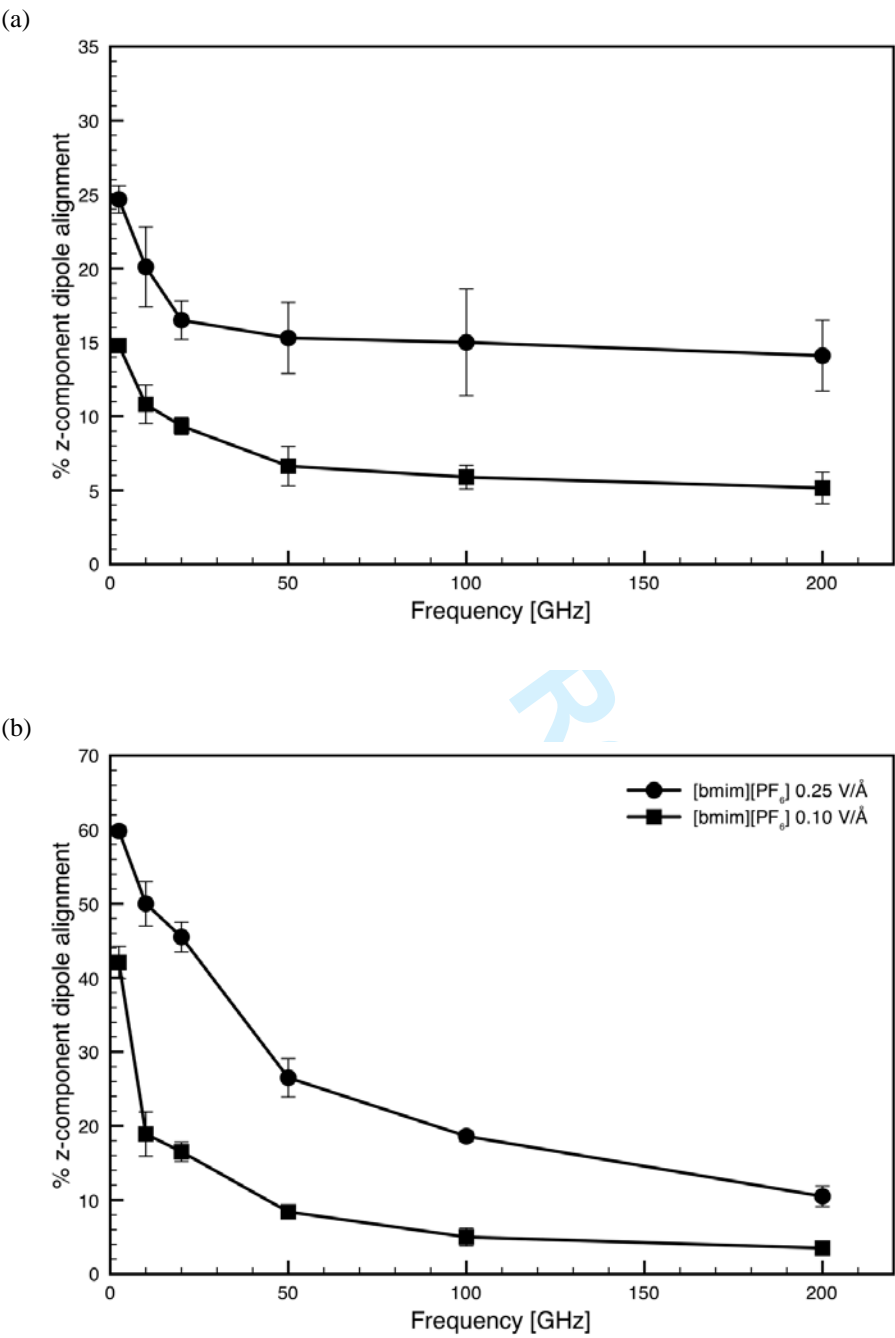 (a)
35
30
25
20
15
10
5
0
% z-component dipole alignment
0 50 100 150 200
Frequency [GHz]
R
(b)
70
60
50
40
30
20
10
0
% z-component dipole alignment
[bmim][PF₆] 0.25 V/Å
[bmim][PF₆] 0.10 V/Å
0 50 100 150 200
Frequency [GHz]